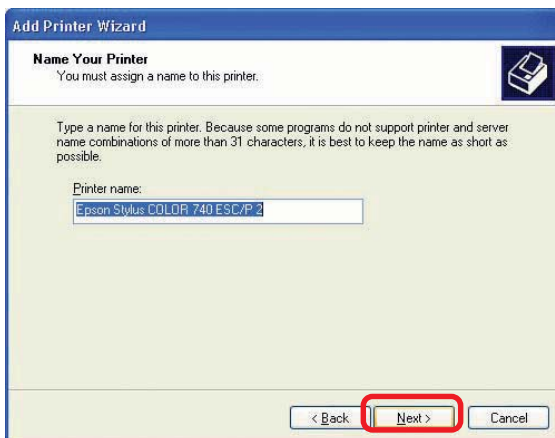 Add Printer Wizard
Name Your Printer
You must assign a name to this printer.
Type a name for this printer. Because some programs do not support printer and server
name combinations of more than 31 characters, it is best to keep the name as short as
possible.
Printer name:
Epson Stylus COLOR 740 ESC/P 2
< Back Next > Cancel